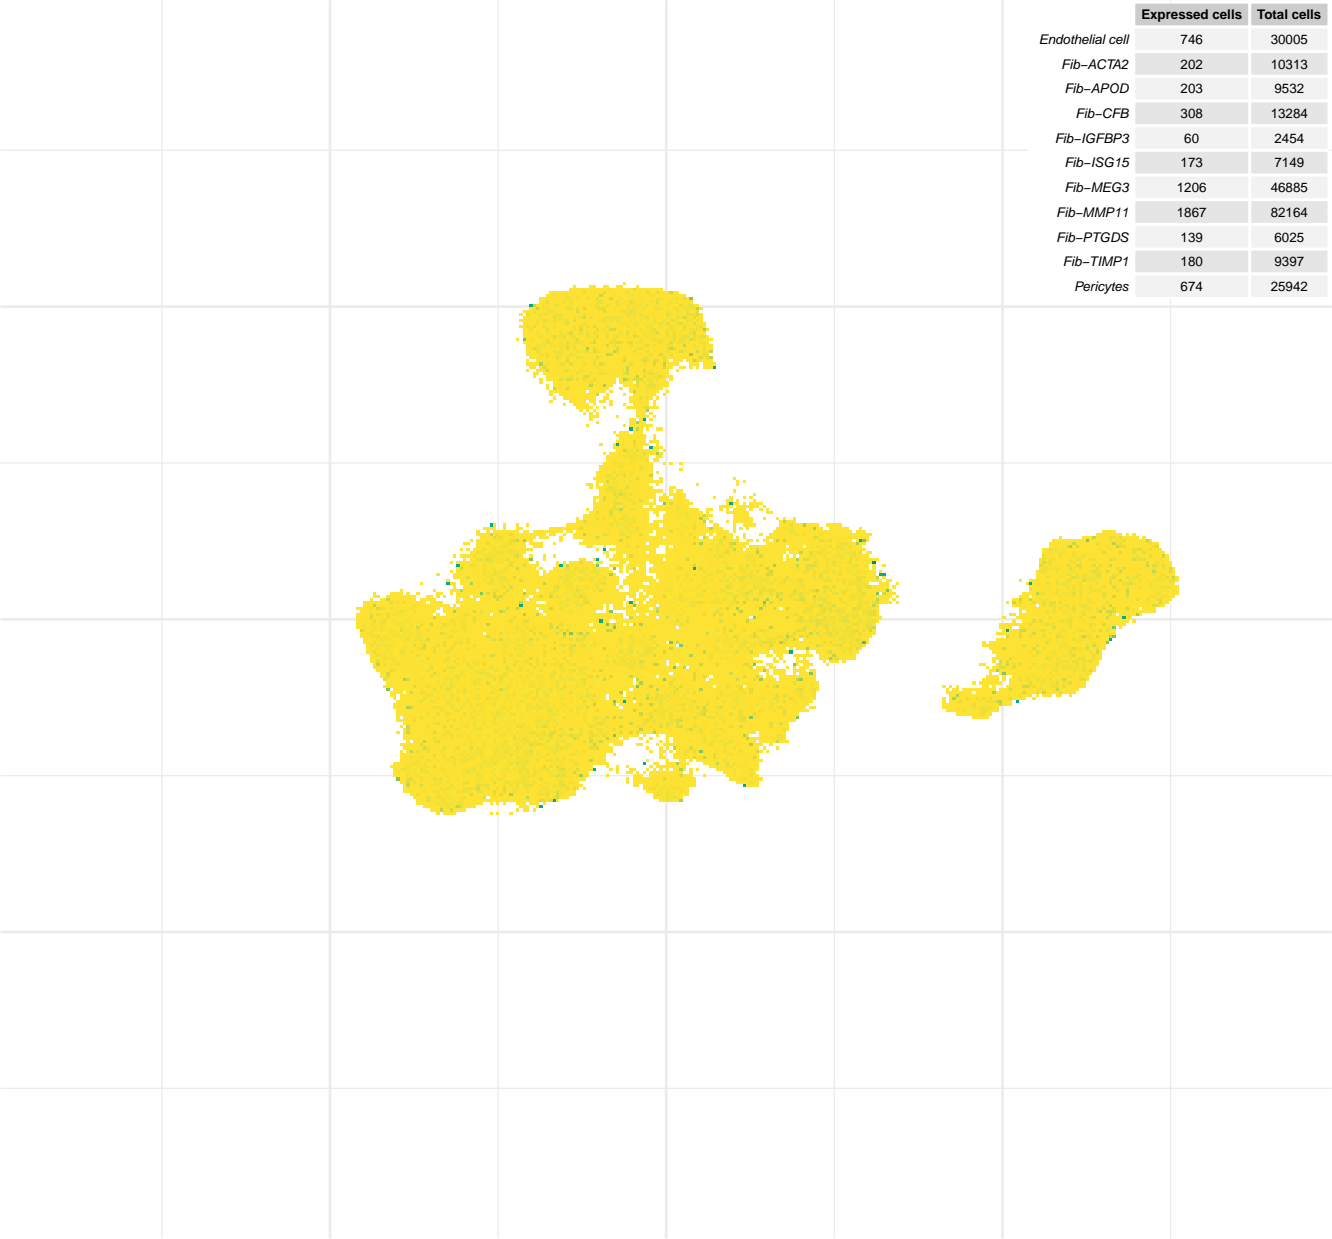 Expressed cells Total cells
Endothelial cell 746 30005
Fib−ACTA2 202 10313
Fib−APOD 203 9532
Fib−CFB 308 13284
Fib−IGFBP3 60 2454
Fib−ISG15 173 7149
Fib−MEG3 1206 46885
Fib−MMP11 1867 82164
Fib−PTGDS 139 6025
Fib−TIMP1 180 9397
Pericytes 674 25942